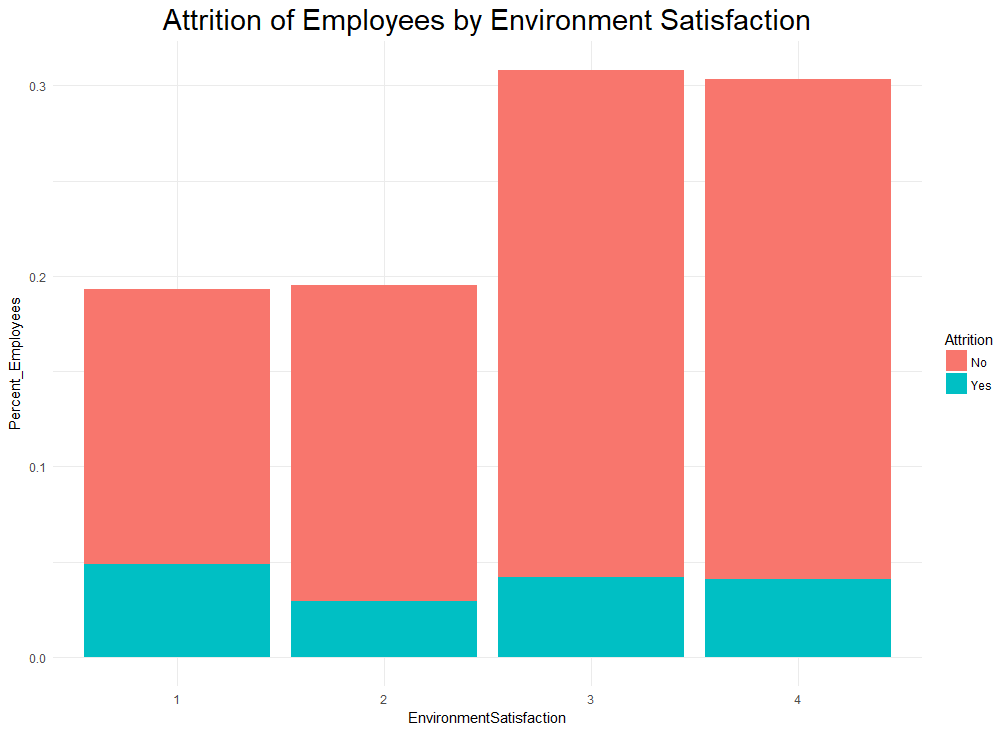 Attrition of Employees by Environment Satisfaction
Percent_Employees
0.3
0.2
0.1
0.0
1 2 3 4
EnvironmentSatisfaction
Attrition
No
Yes